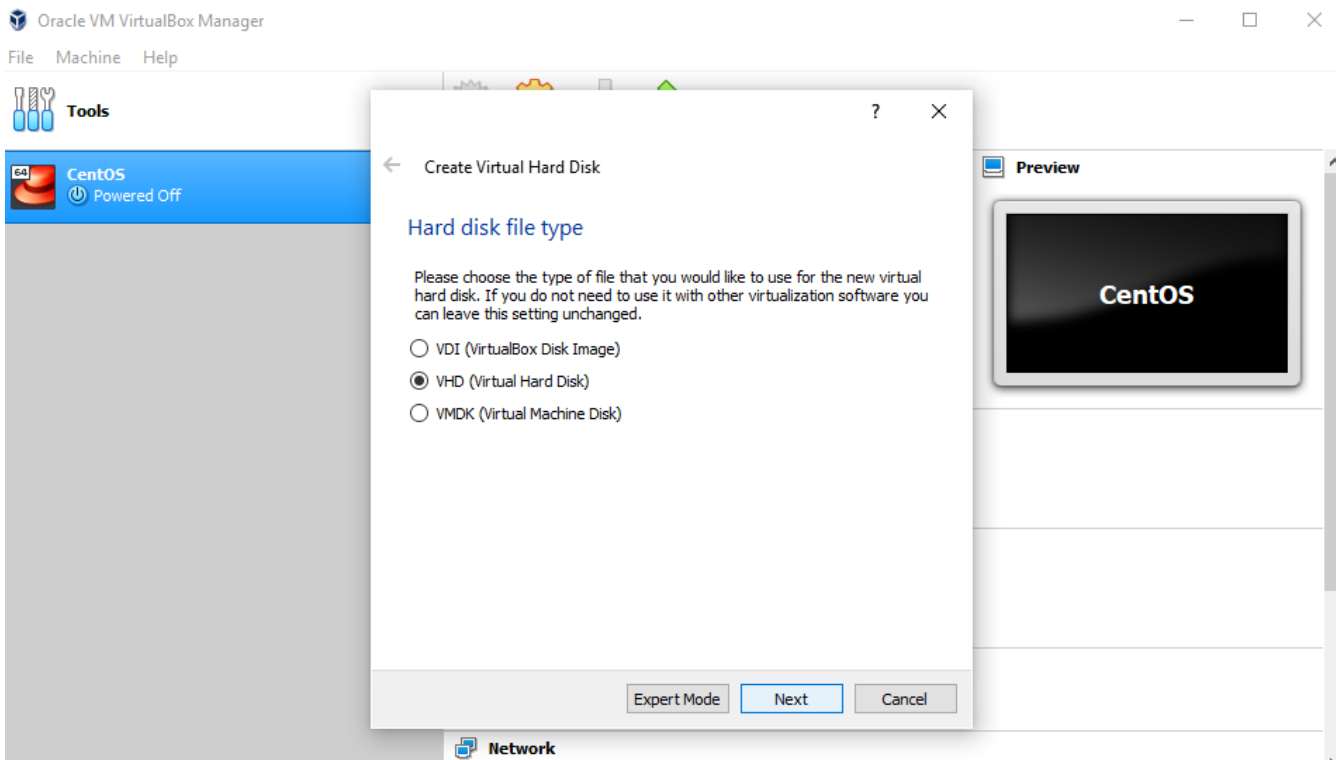 Oracle VM VirtualBox Manager
File Machine Help
Tools
64
CentOS
Powered Off
?
Create Virtual Hard Disk
Hard disk file type
Please choose the type of file that you would like to use for the new virtual
hard disk. If you do not need to use it with other virtualization software you
can leave this setting unchanged.
VDI (VirtualBox Disk Image)
VHD (Virtual Hard Disk)
VMDK (Virtual Machine Disk)
Expert Mode Next Cancel
Preview
CentOS
Network